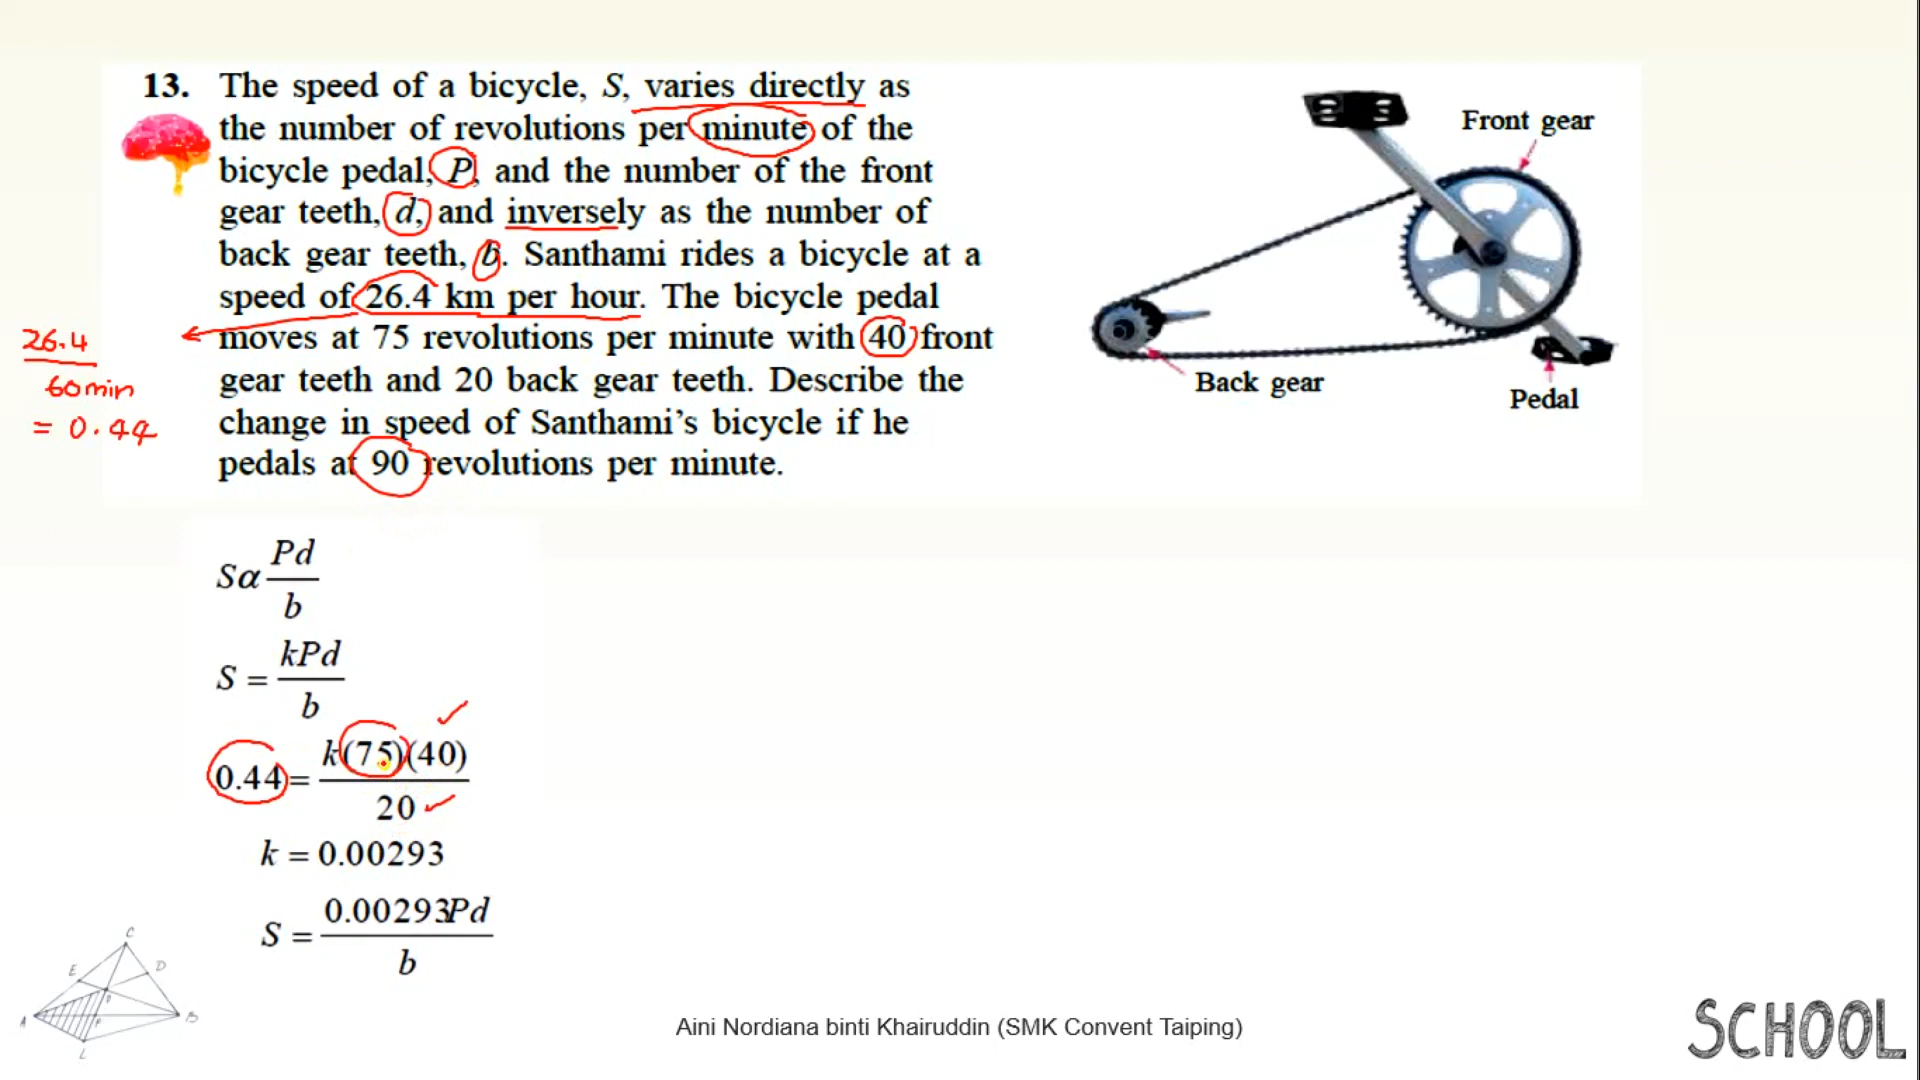 13. The speed of a bicycle, S, varies directly as
the number of revolutions per minute of the
bicycle pedal, P, and the number of the front
gear teeth, d, and inversely as the number of
back gear teeth, b. Santhami rides a bicycle at a
speed of 26.4 km per hour. The bicycle pedal
moves at 75 revolutions per minute with 40 front
gear teeth and 20 back gear teeth. Describe the
change in speed of Santhami’s bicycle if he
pedals at 90 revolutions per minute.
Front gear
Back gear
Pedal
26.4
60min
= 0.44
Sα Pd
b
S = kPd
b
0.44 = k(75)(40)
20
k = 0.00293
S = 0.00293Pd
b
C
E
D
A
B
L
Aini Nordiana binti Khairuddin (SMK Convent Taiping)
SCHOOL